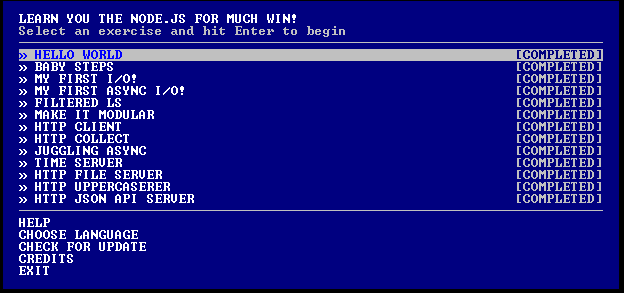 LEARN YOU THE NODE.JS FOR MUCH WIN!
Select an exercise and hit Enter to begin
» HELLO WORLD [COMPLETED]
» BABY STEPS [COMPLETED]
» MY FIRST I/O! [COMPLETED]
» MY FIRST ASYNC I/O! [COMPLETED]
» FILTERED LS [COMPLETED]
» MAKE IT MODULAR [COMPLETED]
» HTTP CLIENT [COMPLETED]
» HTTP COLLECT [COMPLETED]
» JUGGLING ASYNC [COMPLETED]
» TIME SERVER [COMPLETED]
» HTTP FILE SERVER [COMPLETED]
» HTTP UPPERCASERER [COMPLETED]
» HTTP JSON API SERVER [COMPLETED]
HELP
CHOOSE LANGUAGE
CHECK FOR UPDATE
CREDITS
EXIT